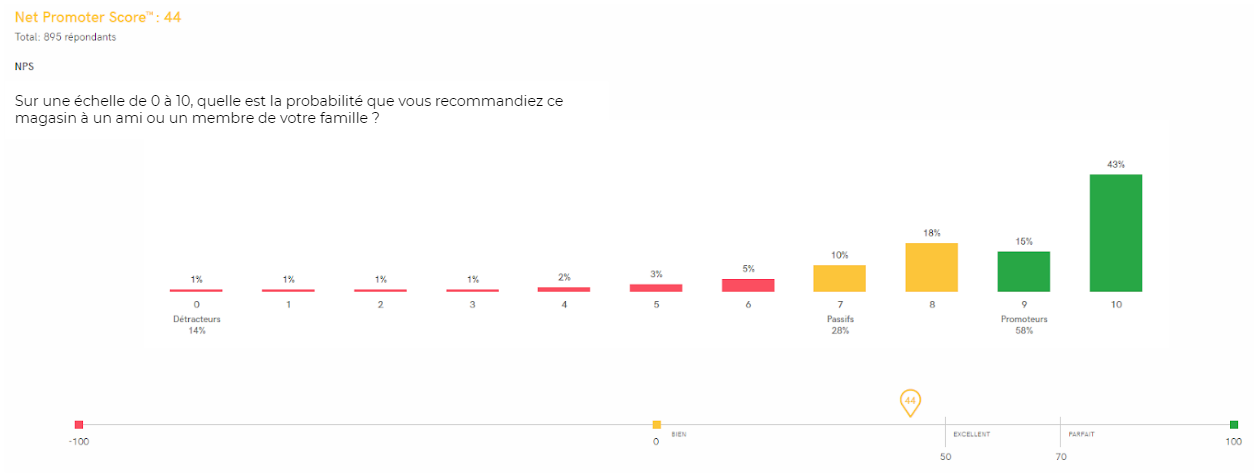 Net Promoter Score™: 44
Total: 895 répondants
NPS
Sur une échelle de 0 à 10, quelle est la probabilité que vous recommandiez ce
magasin à un ami ou un membre de votre famille ?
1% 1% 1% 1% 2% 3% 5% 10% 18% 15% 43%
0 1 2 3 4 5 6 7 8 9 10
Détracteurs Passifs Promoteurs
14% 28% 58%
44
-100 0 BIEN EXCELLENT PARFAIT 100
50 70